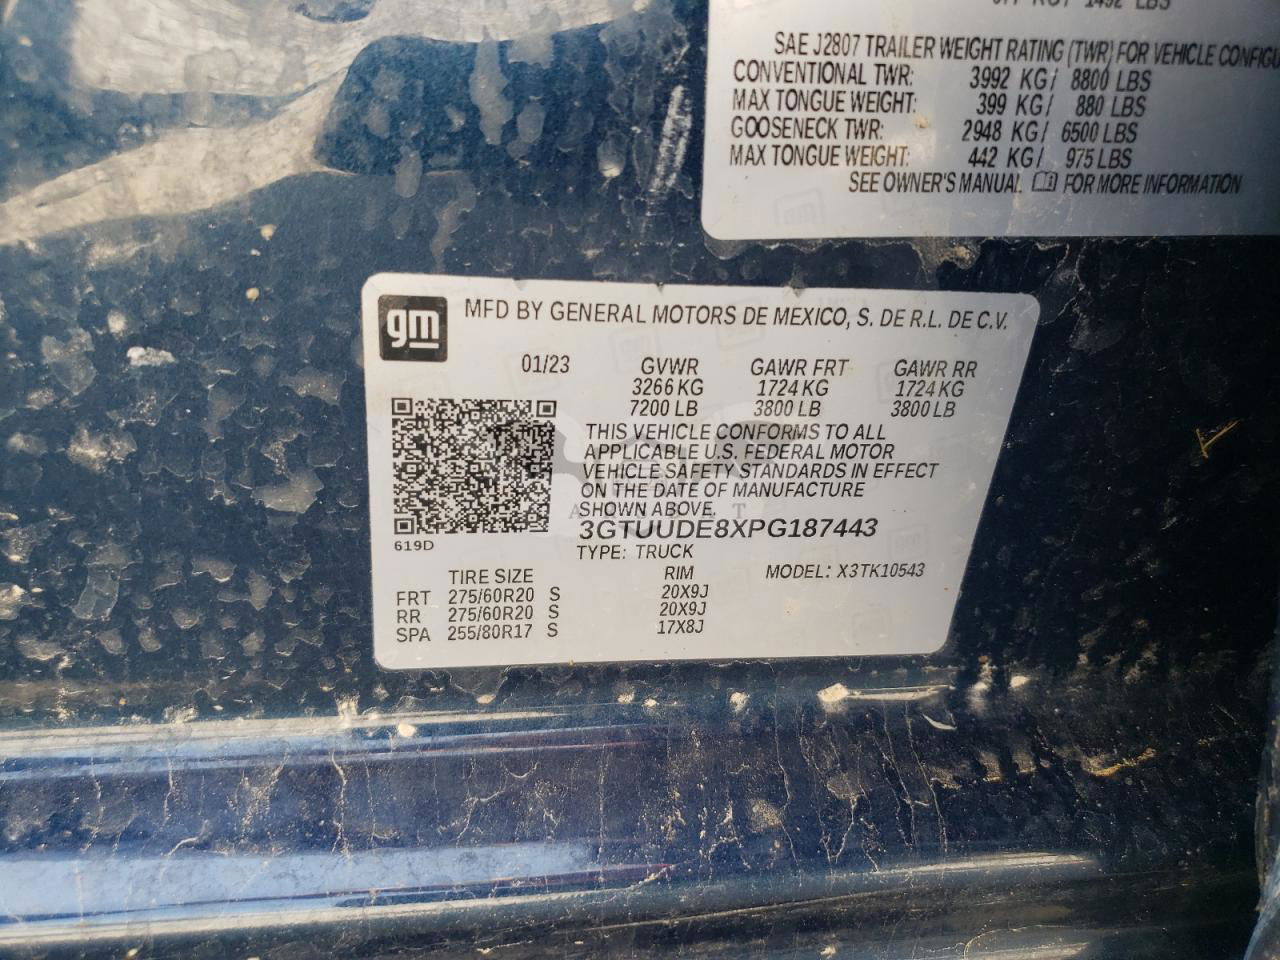 1492 LBS
SAE J2807 TRAILER WEIGHT RATING (TWR) FOR VEHICLE
CONVENTIONAL TWR: 3992 KG/ 8800 LBS
MAX TONGUE WEIGHT: 399 KG/ 880 LBS
GOOSENECK TWR: 2948 KG/ 6500 LBS
MAX TONGUE WEIGHT: 442 KG/ 975 LBS
SEE OWNER'S MANUAL FOR MORE INFORMATION
gm MFD BY GENERAL MOTORS DE MEXICO, S. DE R.L. DE C.V.
01/23 GVWR GAWR FRT GAWR RR
3266 KG 1724 KG 1724 KG
7200 LB 3800 LB 3800 LB
THIS VEHICLE CONFORMS TO ALL
APPLICABLE U.S. FEDERAL MOTOR
VEHICLE SAFETY STANDARDS IN EFFECT
ON THE DATE OF MANUFACTURE
SHOWN ABOVE.
3GTUUDE8XPG187443
619D TYPE: TRUCK
MODEL: X3TK10543
TIRE SIZE RIM
FRT 275/60R20 S 20X9J
RR 275/60R20 S 20X9J
SPA 255/80R17 S 17X8J